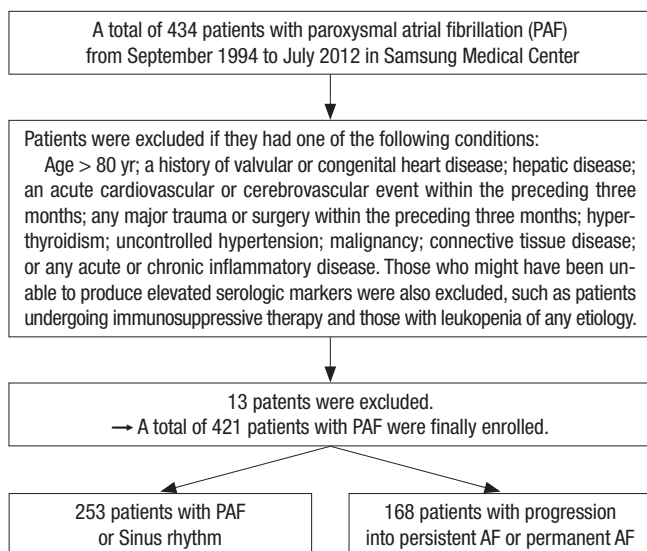 A total of 434 patients with paroxysmal atrial fibrillation (PAF)
from September 1994 to July 2012 in Samsung Medical Center
Patients were excluded if they had one of the following conditions:
Age > 80 yr; a history of valvular or congenital heart disease; hepatic disease;
an acute cardiovascular or cerebrovascular event within the preceding three
months; any major trauma or surgery within the preceding three months; hyper-
thyroidism; uncontrolled hypertension; malignancy; connective tissue disease;
or any acute or chronic inflammatory disease. Those who might have been un-
able to produce elevated serologic markers were also excluded, such as patients
undergoing immunosuppressive therapy and those with leukopenia of any etiology.
13 patents were excluded.
→ A total of 421 patients with PAF were finally enrolled.
253 patients with PAF
or Sinus rhythm
168 patients with progression
into persistent AF or permanent AF